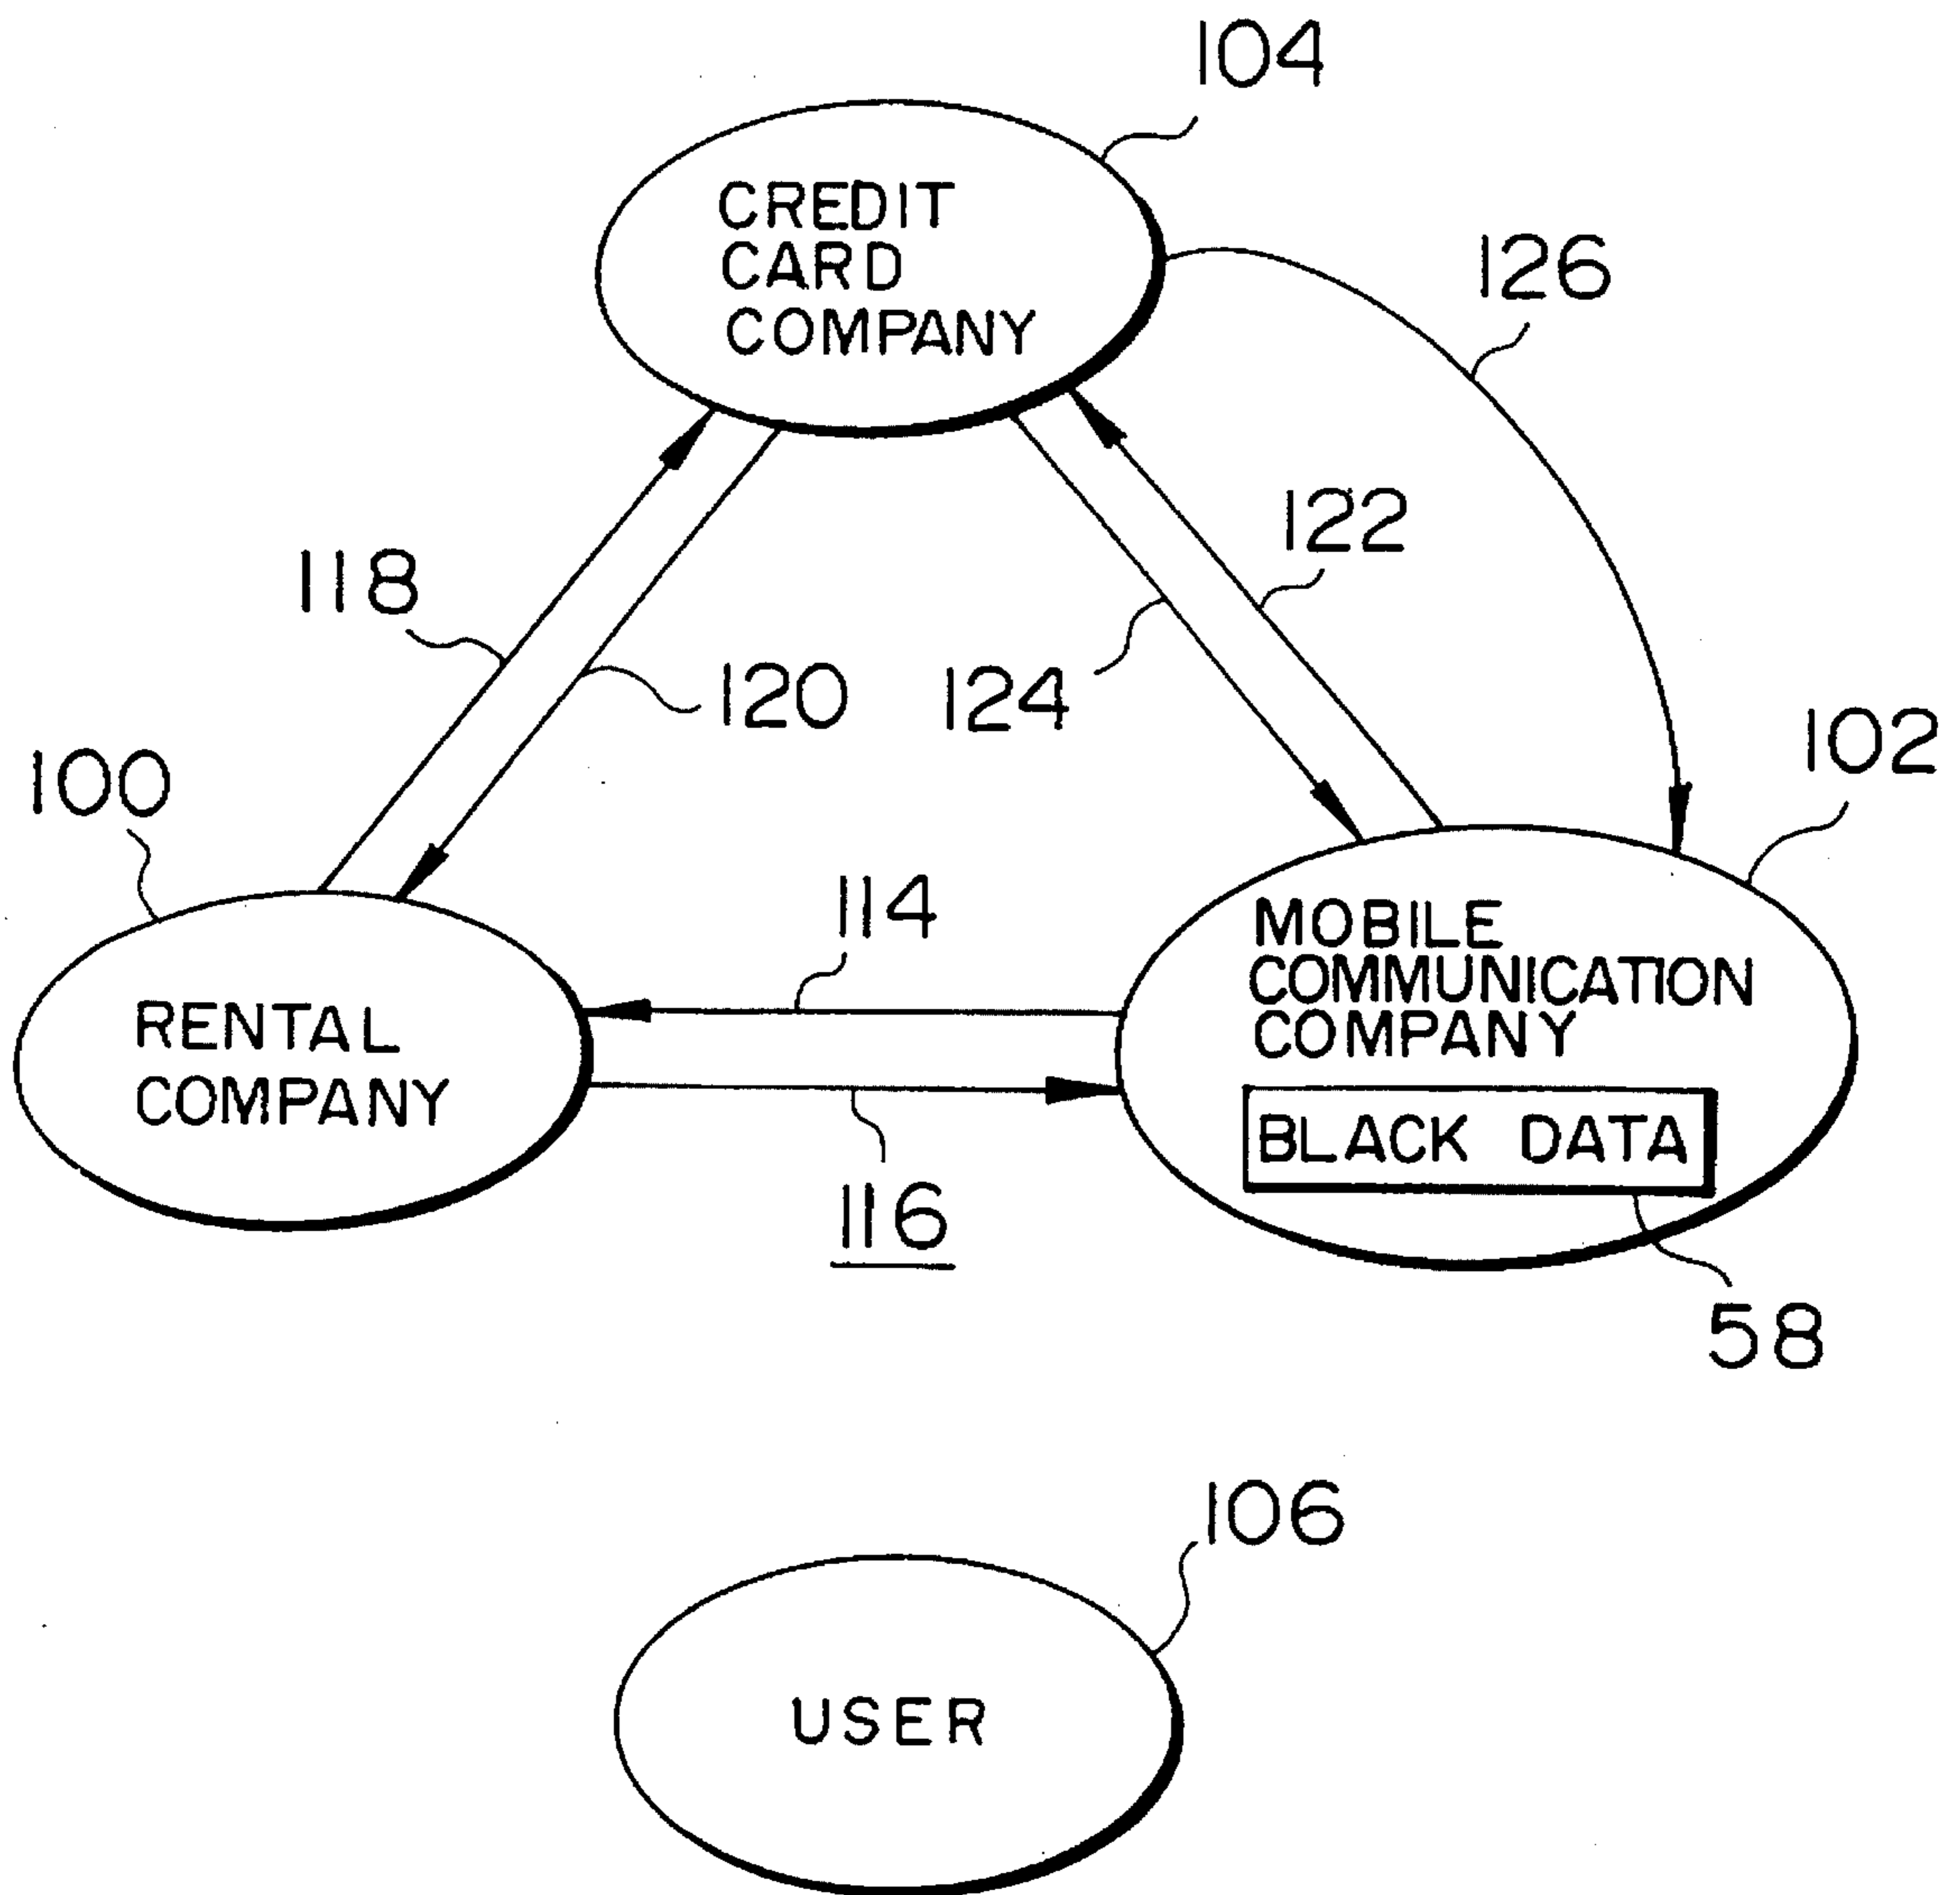 104
CREDIT
CARD
COMPANY
126
122
118
120
124
102
100
114
MOBILE
COMMUNICATION
COMPANY
RENTAL
COMPANY
BLACK DATA
116
58
106
USER